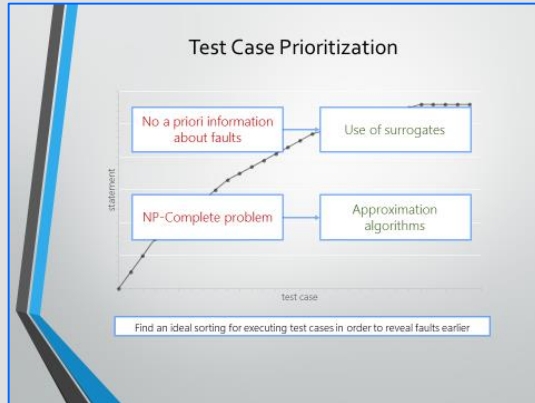 Test Case Prioritization
No a priori information
about faults
Use of surrogates
statement
NP-Complete problem
Approximation
algorithms
test case
Find an ideal sorting for executing test cases in order to reveal faults earlier